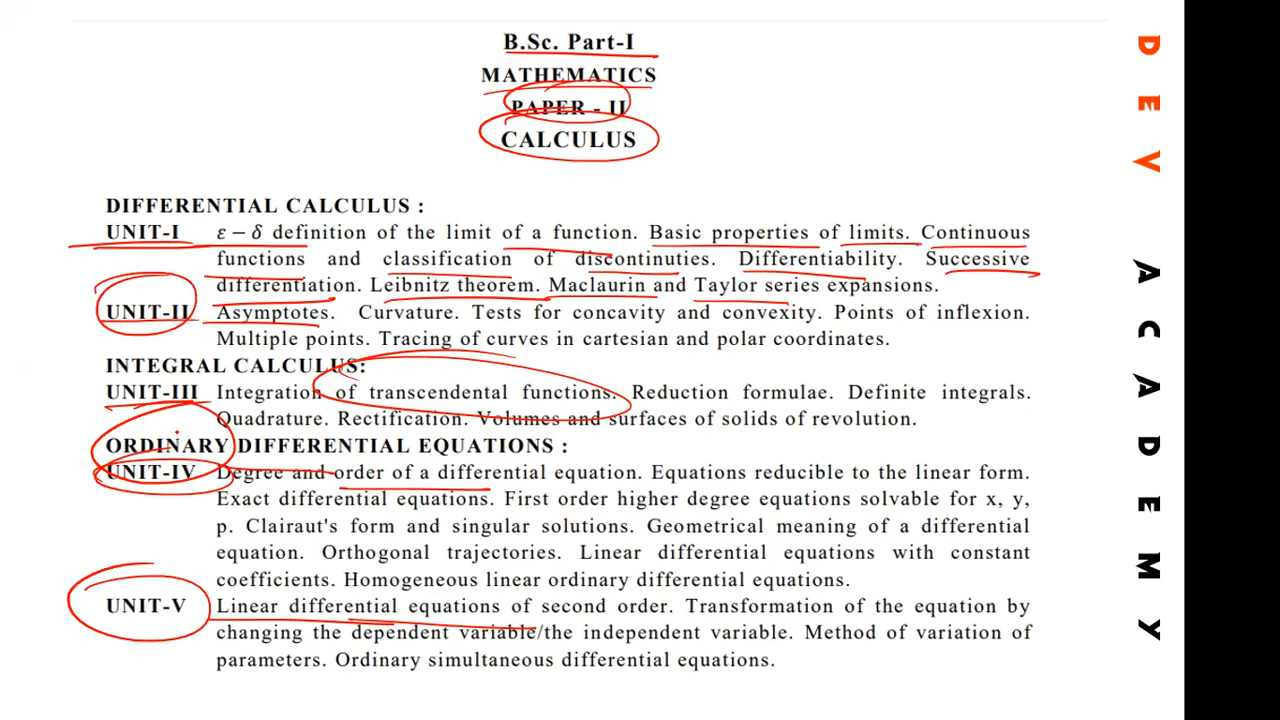 B.Sc. Part-I
MATHEMATICS
PAPER - II
CALCULUS
DIFFERENTIAL CALCULUS :
UNIT-I ε − δ definition of the limit of a function. Basic properties of limits. Continuous
functions and classification of discontinuties. Differentiability. Successive
differentiation. Leibnitz theorem. Maclaurin and Taylor series expansions.
UNIT-II Asymptotes. Curvature. Tests for concavity and convexity. Points of inflexion.
Multiple points. Tracing of curves in cartesian and polar coordinates.
INTEGRAL CALCULUS:
UNIT-III Integration of transcendental functions. Reduction formulae. Definite integrals.
Quadrature. Rectification. Volumes and surfaces of solids of revolution.
ORDINARY DIFFERENTIAL EQUATIONS :
UNIT-IV Degree and order of a differential equation. Equations reducible to the linear form.
Exact differential equations. First order higher degree equations solvable for x, y,
p. Clairaut's form and singular solutions. Geometrical meaning of a differential
equation. Orthogonal trajectories. Linear differential equations with constant
coefficients. Homogeneous linear ordinary differential equations.
UNIT-V Linear differential equations of second order. Transformation of the equation by
changing the dependent variable/the independent variable. Method of variation of
parameters. Ordinary simultaneous differential equations.
DEV ACADEMY